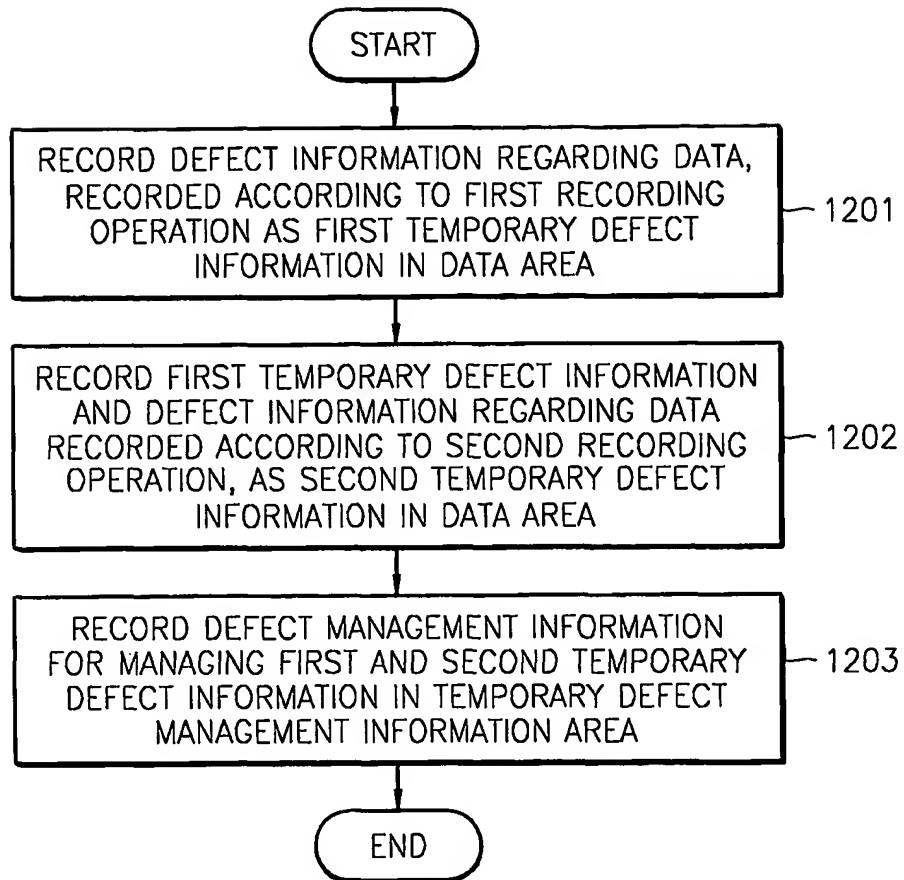 START
RECORD DEFECT INFORMATION REGARDING DATA,
RECORDED ACCORDING TO FIRST RECORDING
OPERATION AS FIRST TEMPORARY DEFECT
INFORMATION IN DATA AREA
1201
RECORD FIRST TEMPORARY DEFECT INFORMATION
AND DEFECT INFORMATION REGARDING DATA
RECORDED ACCORDING TO SECOND RECORDING
OPERATION, AS SECOND TEMPORARY DEFECT
INFORMATION IN DATA AREA
1202
RECORD DEFECT MANAGEMENT INFORMATION
FOR MANAGING FIRST AND SECOND TEMPORARY
DEFECT INFORMATION IN TEMPORARY DEFECT
MANAGEMENT INFORMATION AREA
1203
END